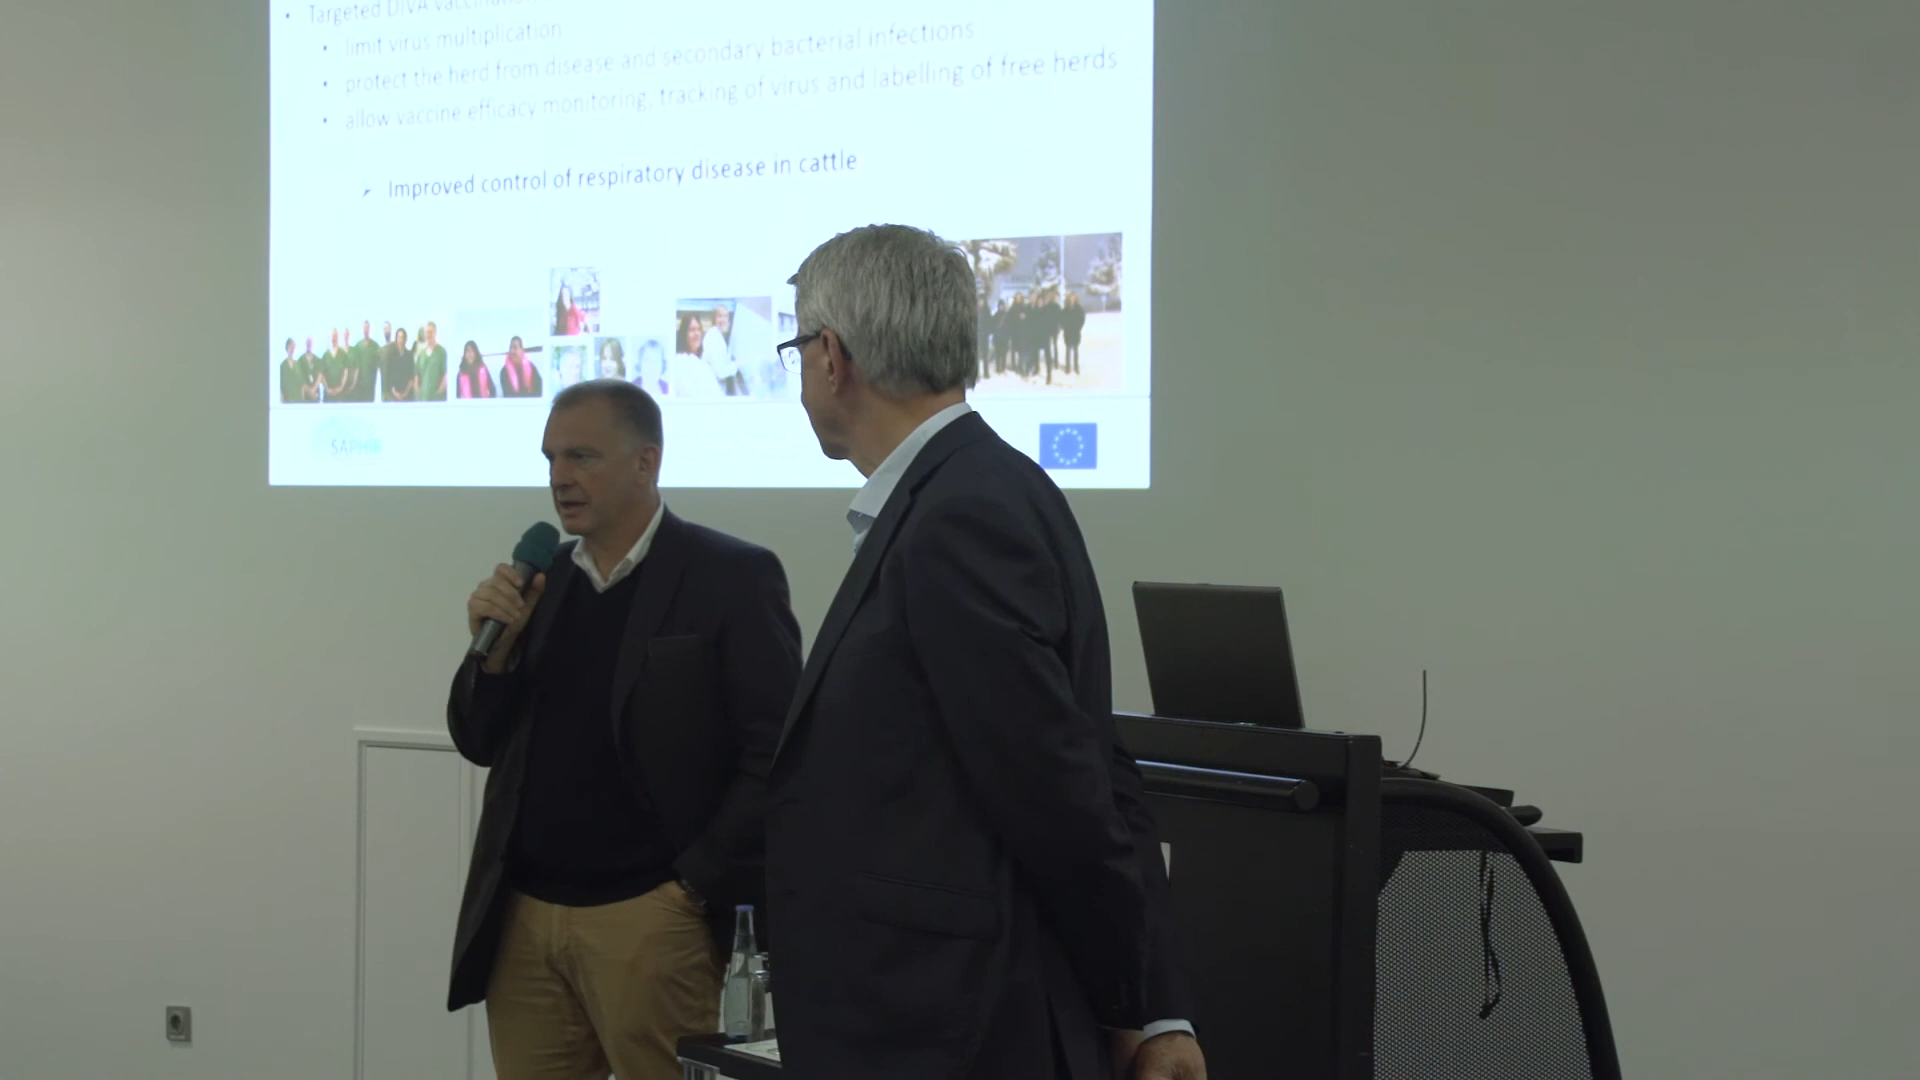 Targeted DIVA vaccination
limit virus multiplication
protect the herd from disease and secondary bacterial infections
allow vaccine efficacy monitoring, tracking of virus and labelling of free herds
Improved control of respiratory disease in cattle
SAPHIR